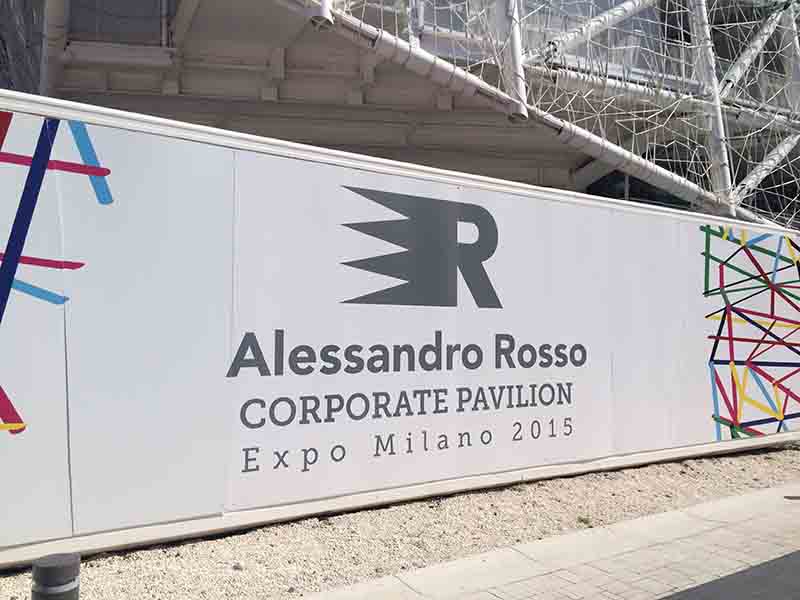 R
Alessandro Rosso
CORPORATE PAVILION
Expo Milano 2015